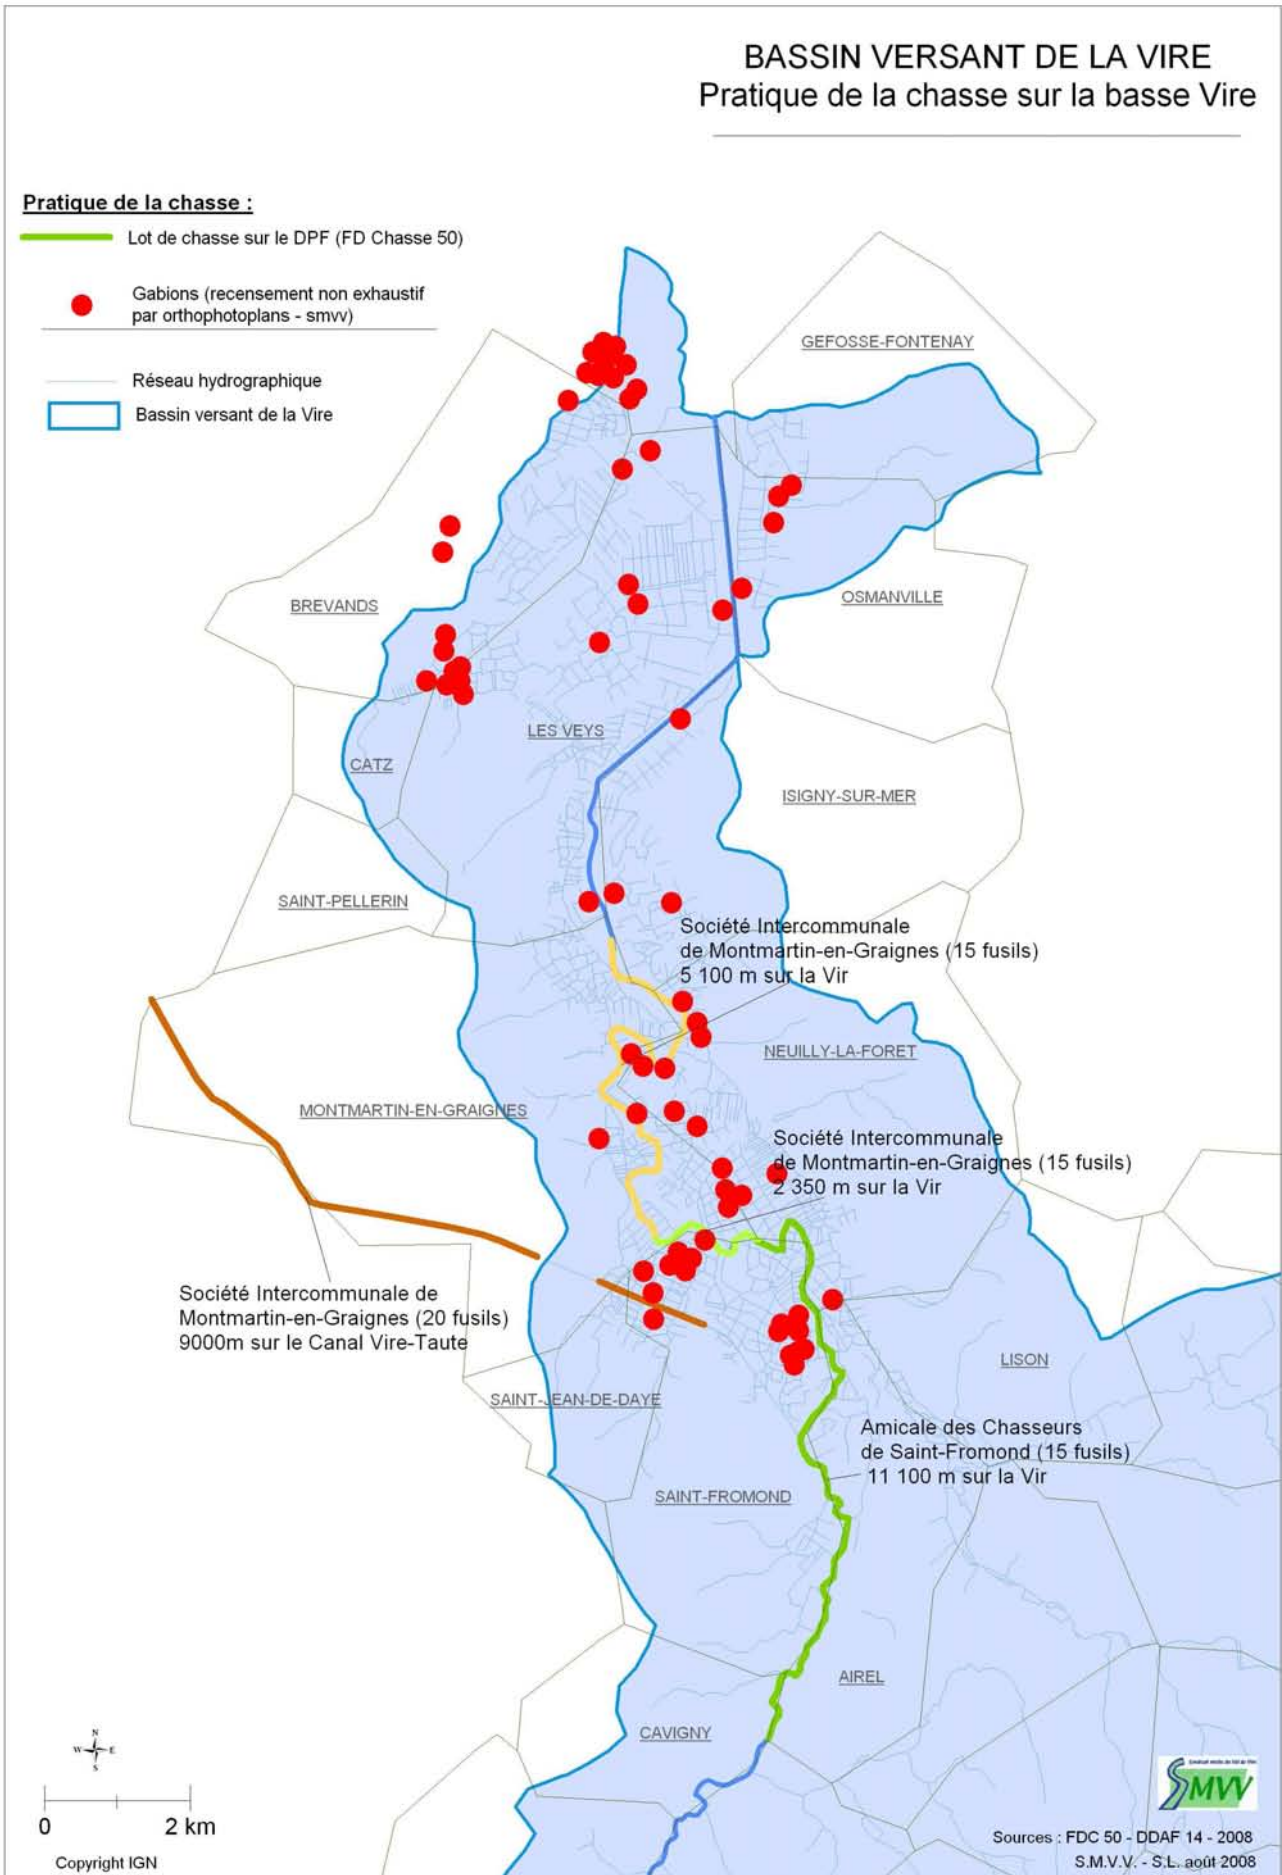 BASSIN VERSANT DE LA VIRE
Pratique de la chasse sur la basse Vire
Pratique de la chasse :
Lot de chasse sur le DPF (FD Chasse 50)
Gabions (recensement non exhaustif
par orthophotoplans - smvv)
Réseau hydrographique
Bassin versant de la Vire
GEFOSSE-FONTENAY
BREVANDS
OSMANVILLE
LES VEYS
CATZ
ISIGNY-SUR-MER
SAINT-PELLERIN
Société Intercommunale
de Montmartin-en-Graignes (15 fusils)
5 100 m sur la Vir
NEUILLY-LA-FORET
MONTMARTIN-EN-GRAIGNES
Société Intercommunale
de Montmartin-en-Graignes (15 fusils)
2 350 m sur la Vir
Société Intercommunale de
Montmartin-en-Graignes (20 fusils)
9000m sur le Canal Vire-Taute
LISON
SAINT-JEAN-DE-DAYE
Amicale des Chasseurs
de Saint-Fromond (15 fusils)
11 100 m sur la Vir
SAINT-FROMOND
AIREL
CAVIGNY
N
W E
S
0 2 km
Copyright IGN
SMVV
Sources : FDC 50 - DDAF 14 - 2008
S.M.V.V. - S.L. août 2008